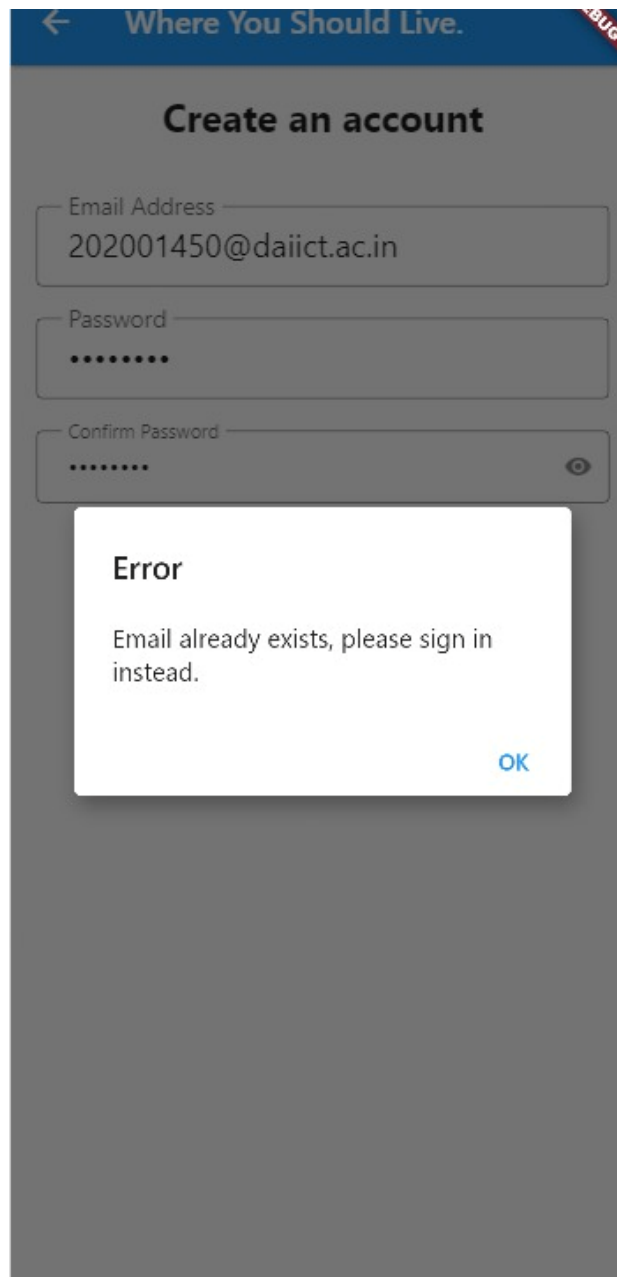 Where You Should Live.
Create an account
Email Address
202001450@daiict.ac.in
Password
••••••••
Confirm Password
••••••••
Error
Email already exists, please sign in
instead.
OK